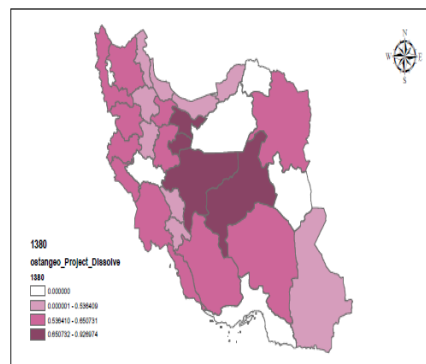 N
W E
S
1380
ostangeo_Project_Dissolve
1380
0.000000
0.000001 - 0.536409
0.536410 - 0.650731
0.650732 - 0.926974